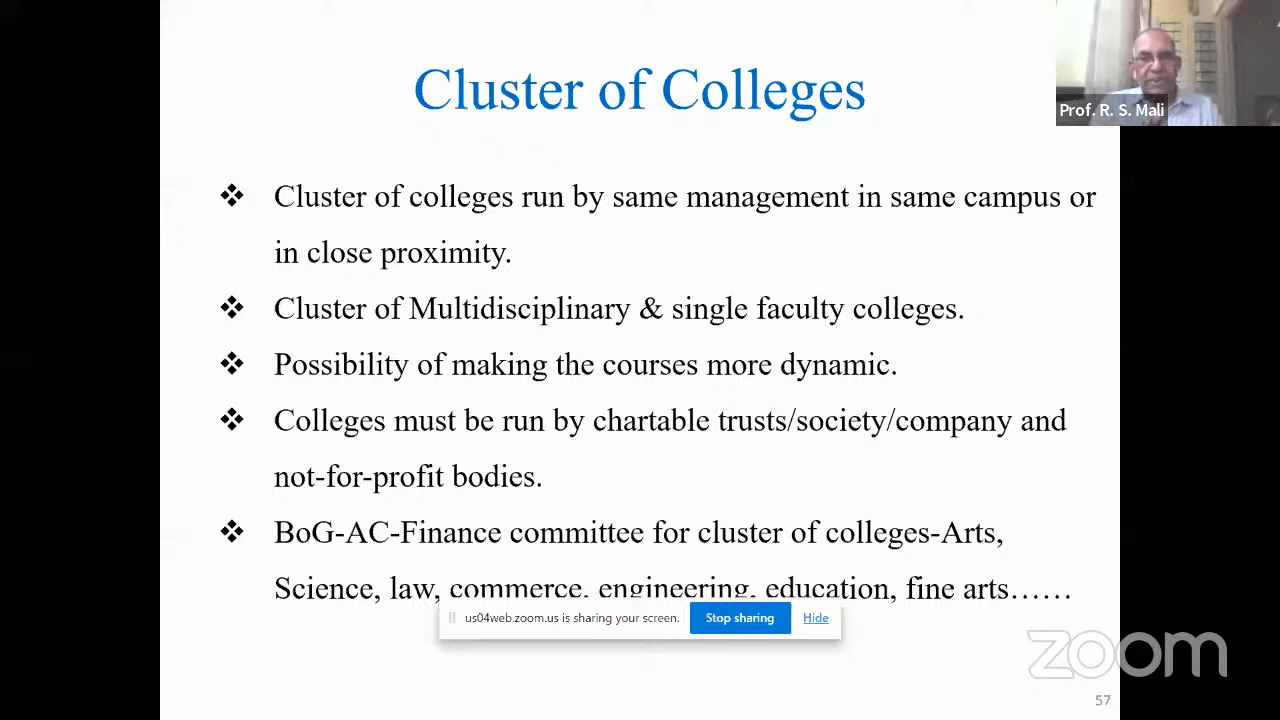 Cluster of Colleges
Prof. R. S. Mali
❖ Cluster of colleges run by same management in same campus or
in close proximity.
❖ Cluster of Multidisciplinary & single faculty colleges.
❖ Possibility of making the courses more dynamic.
❖ Colleges must be run by chartable trusts/society/company and
not-for-profit bodies.
❖ BoG-AC-Finance committee for cluster of colleges-Arts,
Science, law, commerce, engineering, education, fine arts……
us04web.zoom.us is sharing your screen. Stop sharing Hide
zoom
57